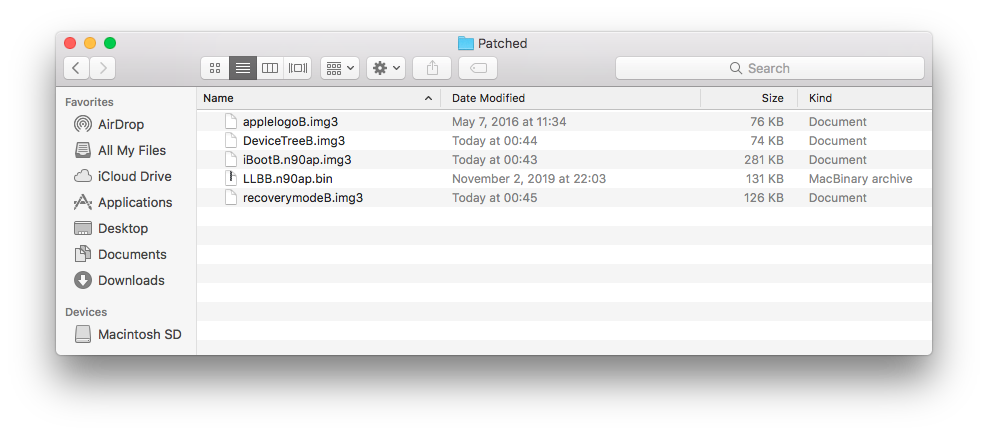 Patched
Search
Favorites
AirDrop
All My Files
iCloud Drive
Applications
Desktop
Documents
Downloads
Devices
Macintosh SD
Name Date Modified Size Kind
applelogoB.img3 May 7, 2016 at 11:34 76 KB Document
DeviceTreeB.img3 Today at 00:44 74 KB Document
iBootB.n90ap.img3 Today at 00:43 281 KB Document
LLBB.n90ap.bin November 2, 2019 at 22:03 131 KB MacBinary archive
recoverymodeB.img3 Today at 00:45 126 KB Document